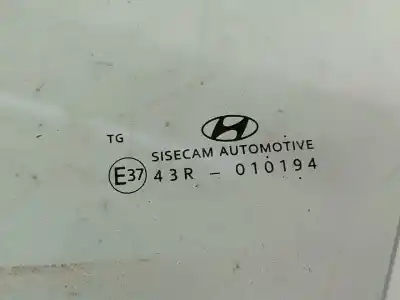 TG
SISECAM AUTOMOTIVE
E37 43R - 010194